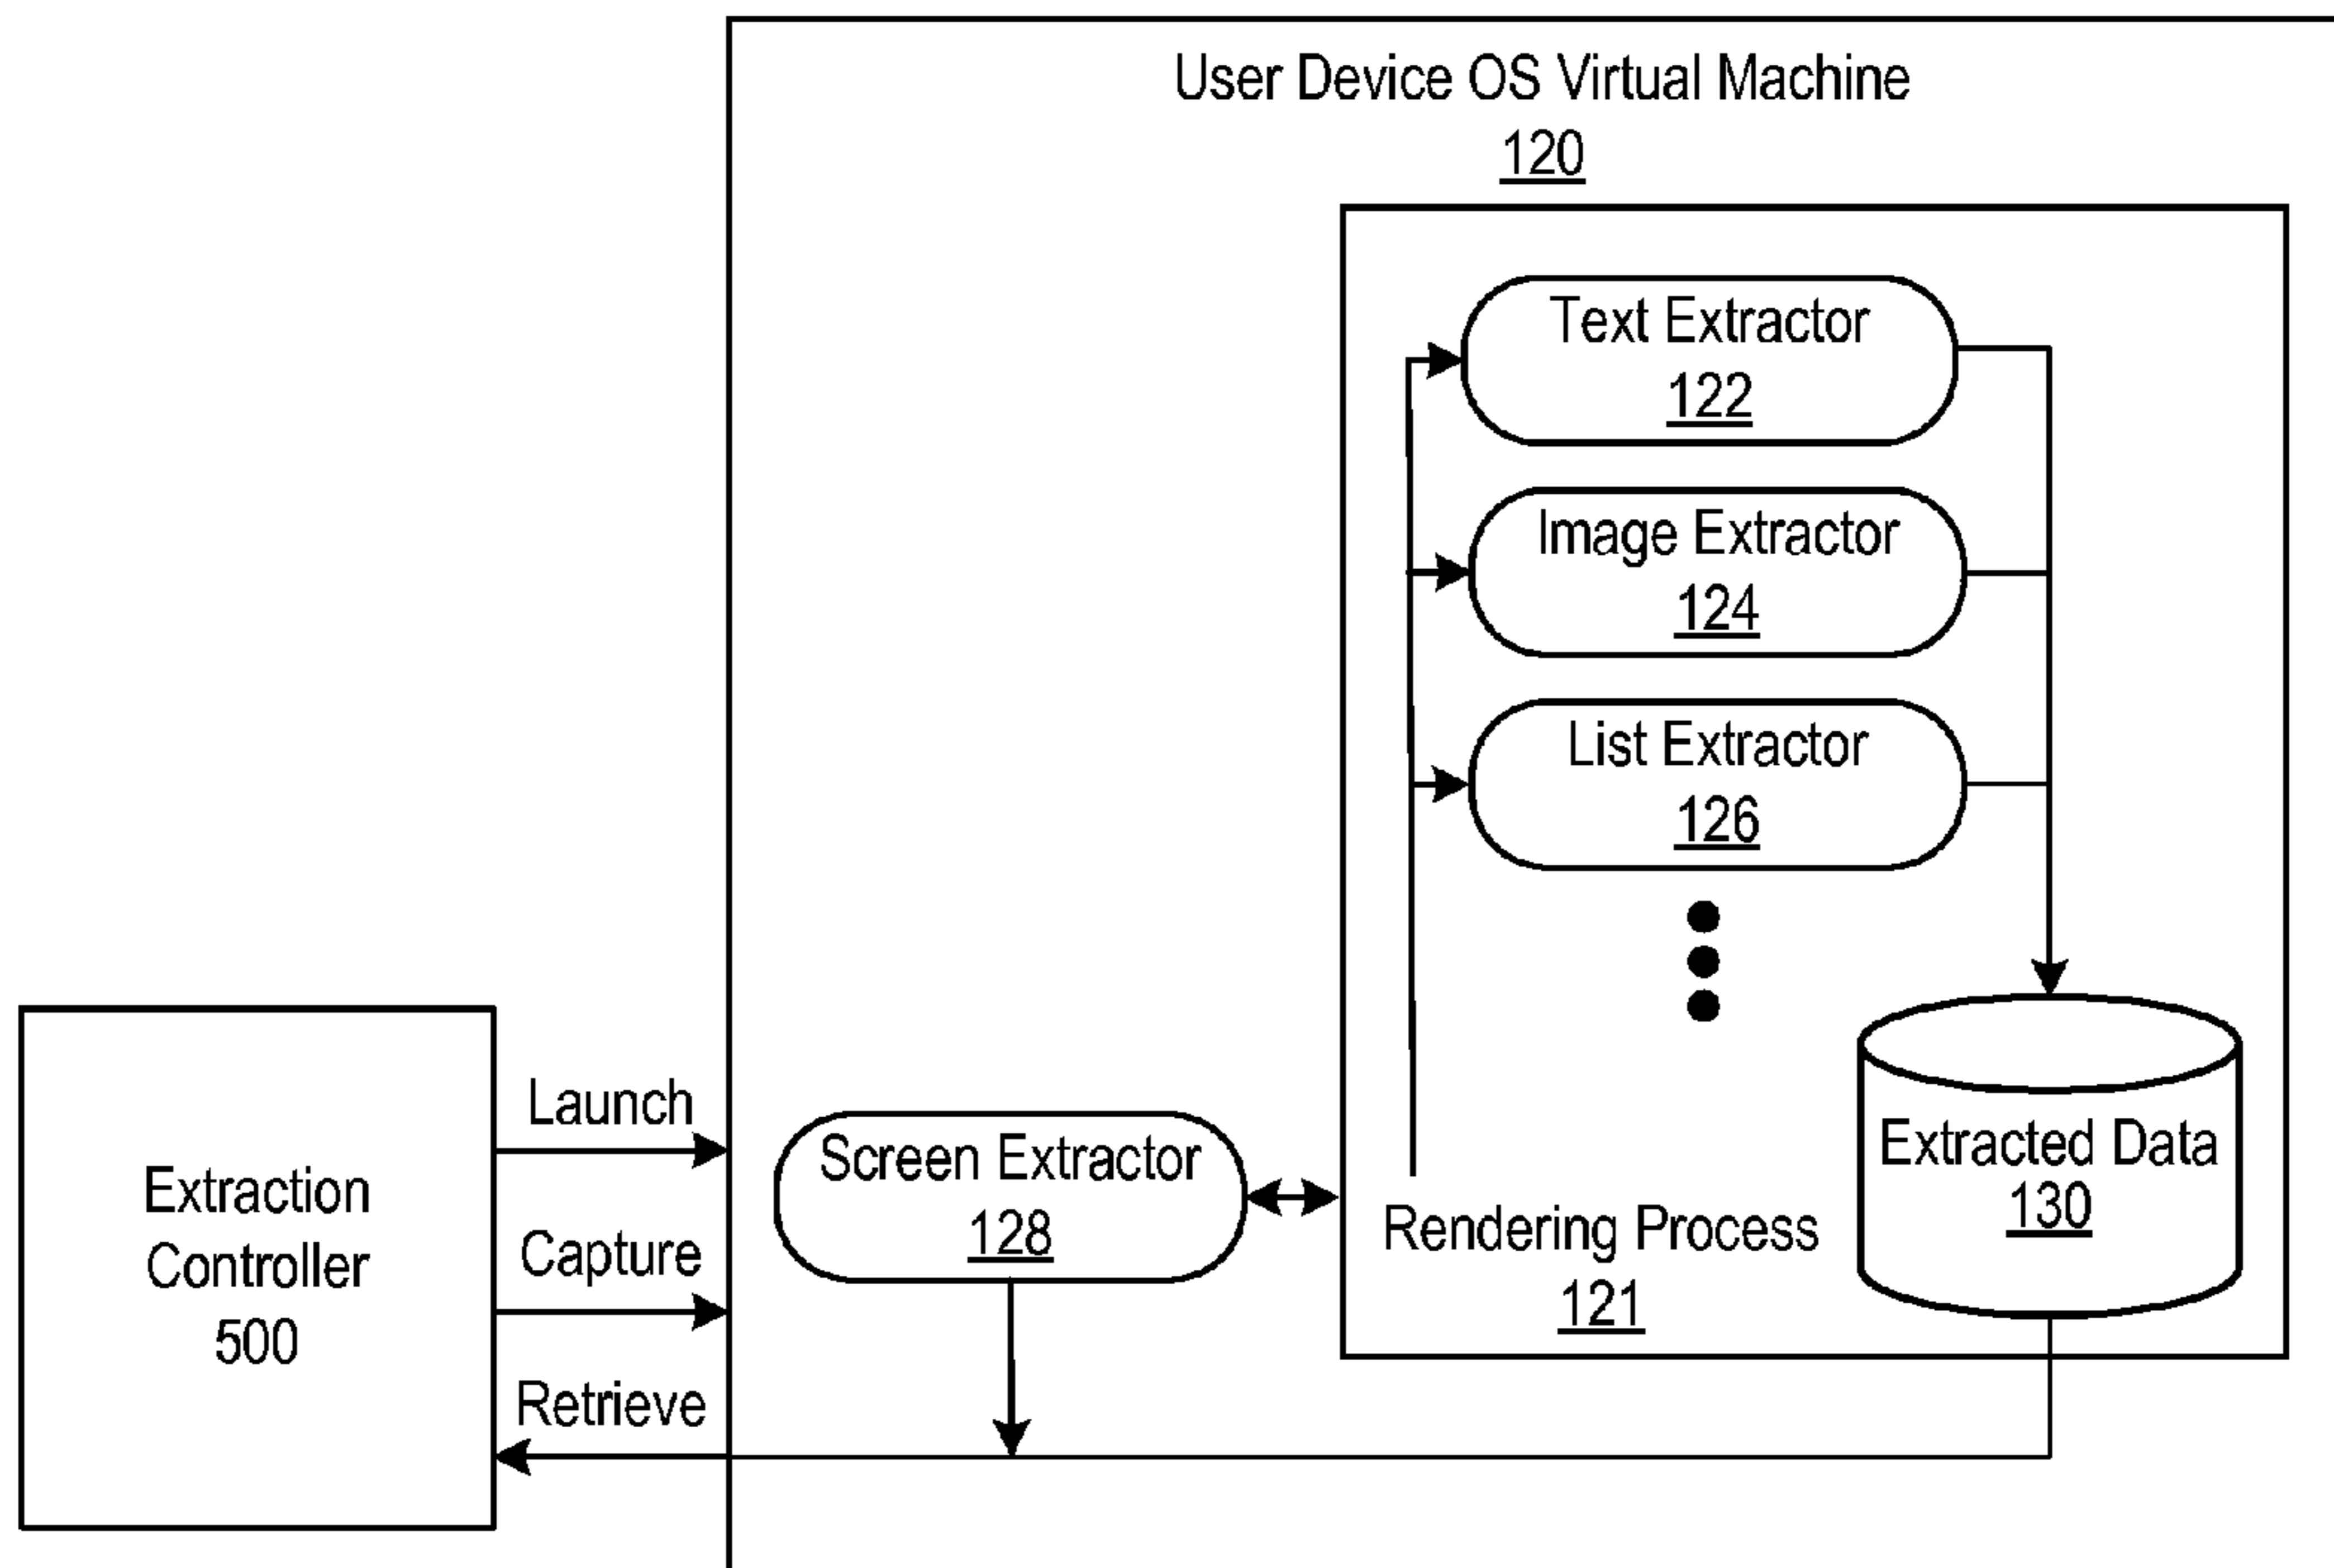 User Device OS Virtual Machine
120
Text Extractor
122
Image Extractor
124
List Extractor
126
Extracted Data
130
Rendering Process
121
Screen Extractor
128
Launch
Capture
Retrieve
Extraction
Controller
500